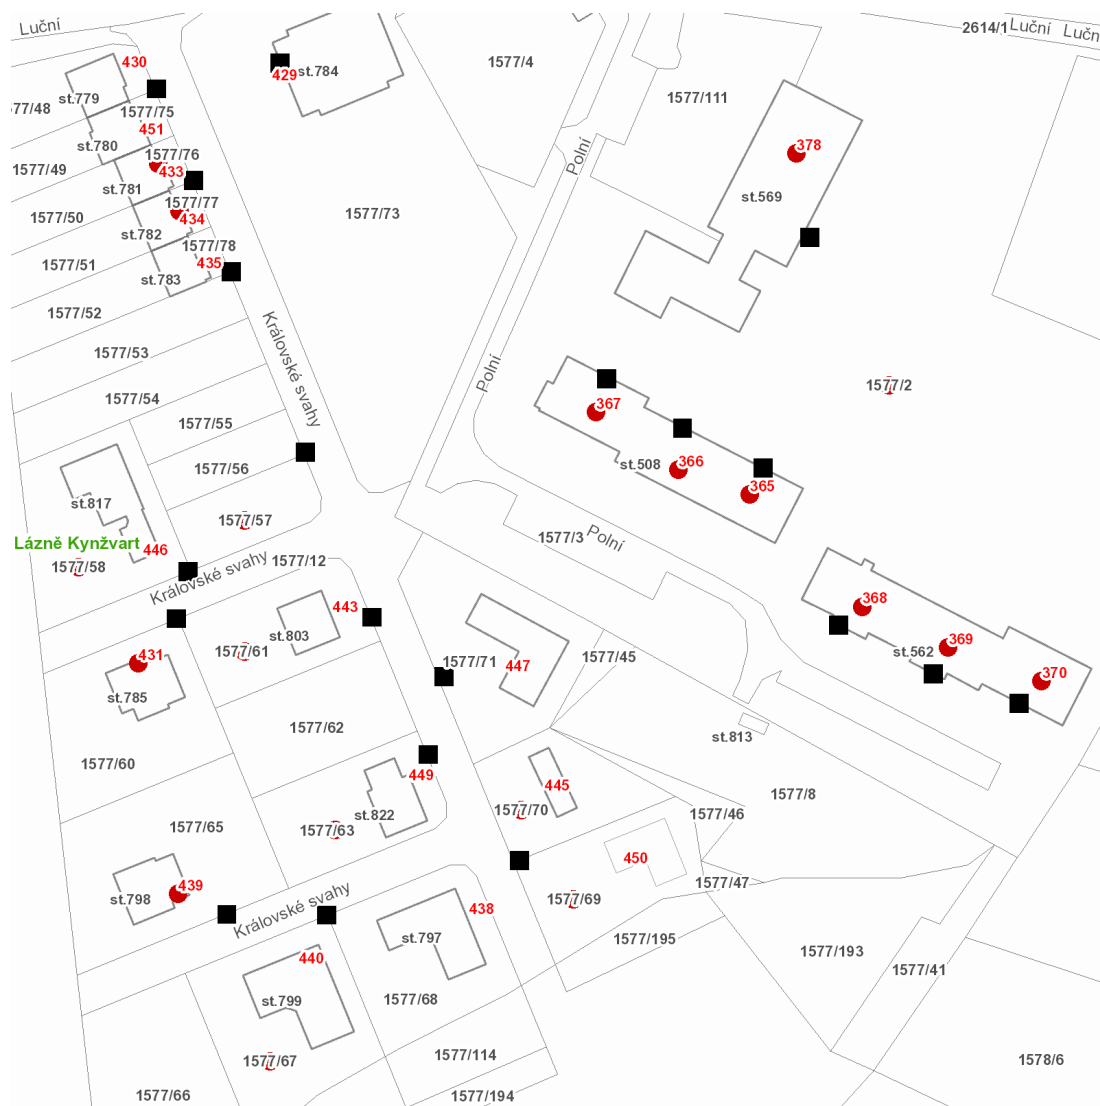 Luční
2614/1
Luční
Lučn
430
429
st.784
1577/4
st.779
77/48
1577/75
1577/111
451
st.780
378
1577/49
1577/76
433
st.781
1577/77
Polní
st.569
1577/50
434
1577/73
st.782
1577/78
1577/51
435
st.783
1577/52
Královské svahy
1577/53
Polní
1577/2
1577/54
367
1577/55
366
st.508
1577/56
365
st.817
1577/57
Lázně Kynžvart
446
1577/58
1577/3
Polní
Královské svahy
1577/12
443
368
st.803
1577/61
431
1577/71
447
1577/45
369
st.562
370
st.785
1577/62
st.813
1577/60
449
445
1577/8
st.822
1577/63
1577/70
1577/46
1577/65
450
439
1577/47
st.798
Královské svahy
1577/69
438
st.797
1577/195
1577/193
440
1577/41
st.799
1577/68
1577/67
1577/114
1578/6
1577/66
1577/194